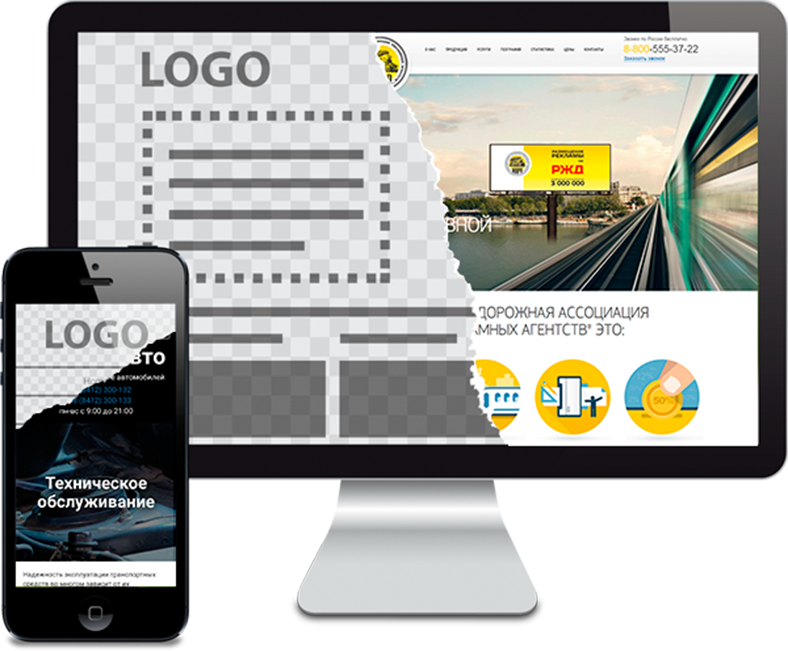 LOGO
О НАС ПРОДУКЦИЯ УСЛУГИ ГЕОГРАФИЯ СТАТИСТИКА ЦЕНЫ КОНТАКТЫ
Звонки по России бесплатно
8-800-555-37-22
Заказать звонок
РАЗМЕЩЕНИЕ
РЕКЛАМЫ
РЖД
3 000 000
ВНОЙ
ДОРОЖНАЯ АССОЦИАЦИЯ
АМНЫХ АГЕНТСТВ" ЭТО:
50%
LOGO
вто
автомобилей
(8412) 300-132
(8412) 300-133
пн-вс с 9:00 до 21:00
Техническое
обслуживание
Надежность эксплуатации транспортных
средств во многом зависит от их